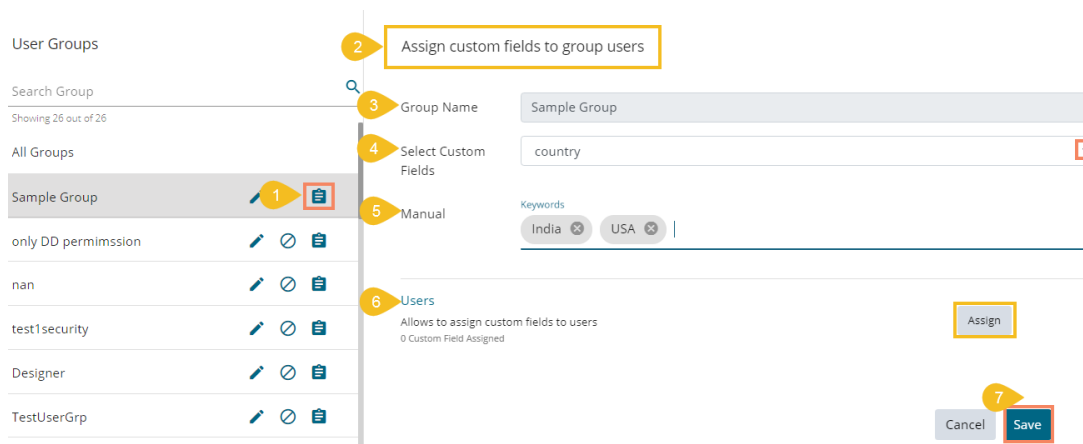 User Groups
Search Group
Showing 26 out of 26
All Groups
Sample Group
1
only DD permimssion
nan
test1security
Designer
TestUserGrp
2
Assign custom fields to group users
3
Group Name
Sample Group
4
Select Custom
Fields
country
5
Manual
Keywords
India
USA
6
Users
Allows to assign custom fields to users
0 Custom Field Assigned
Assign
7
Cancel
Save